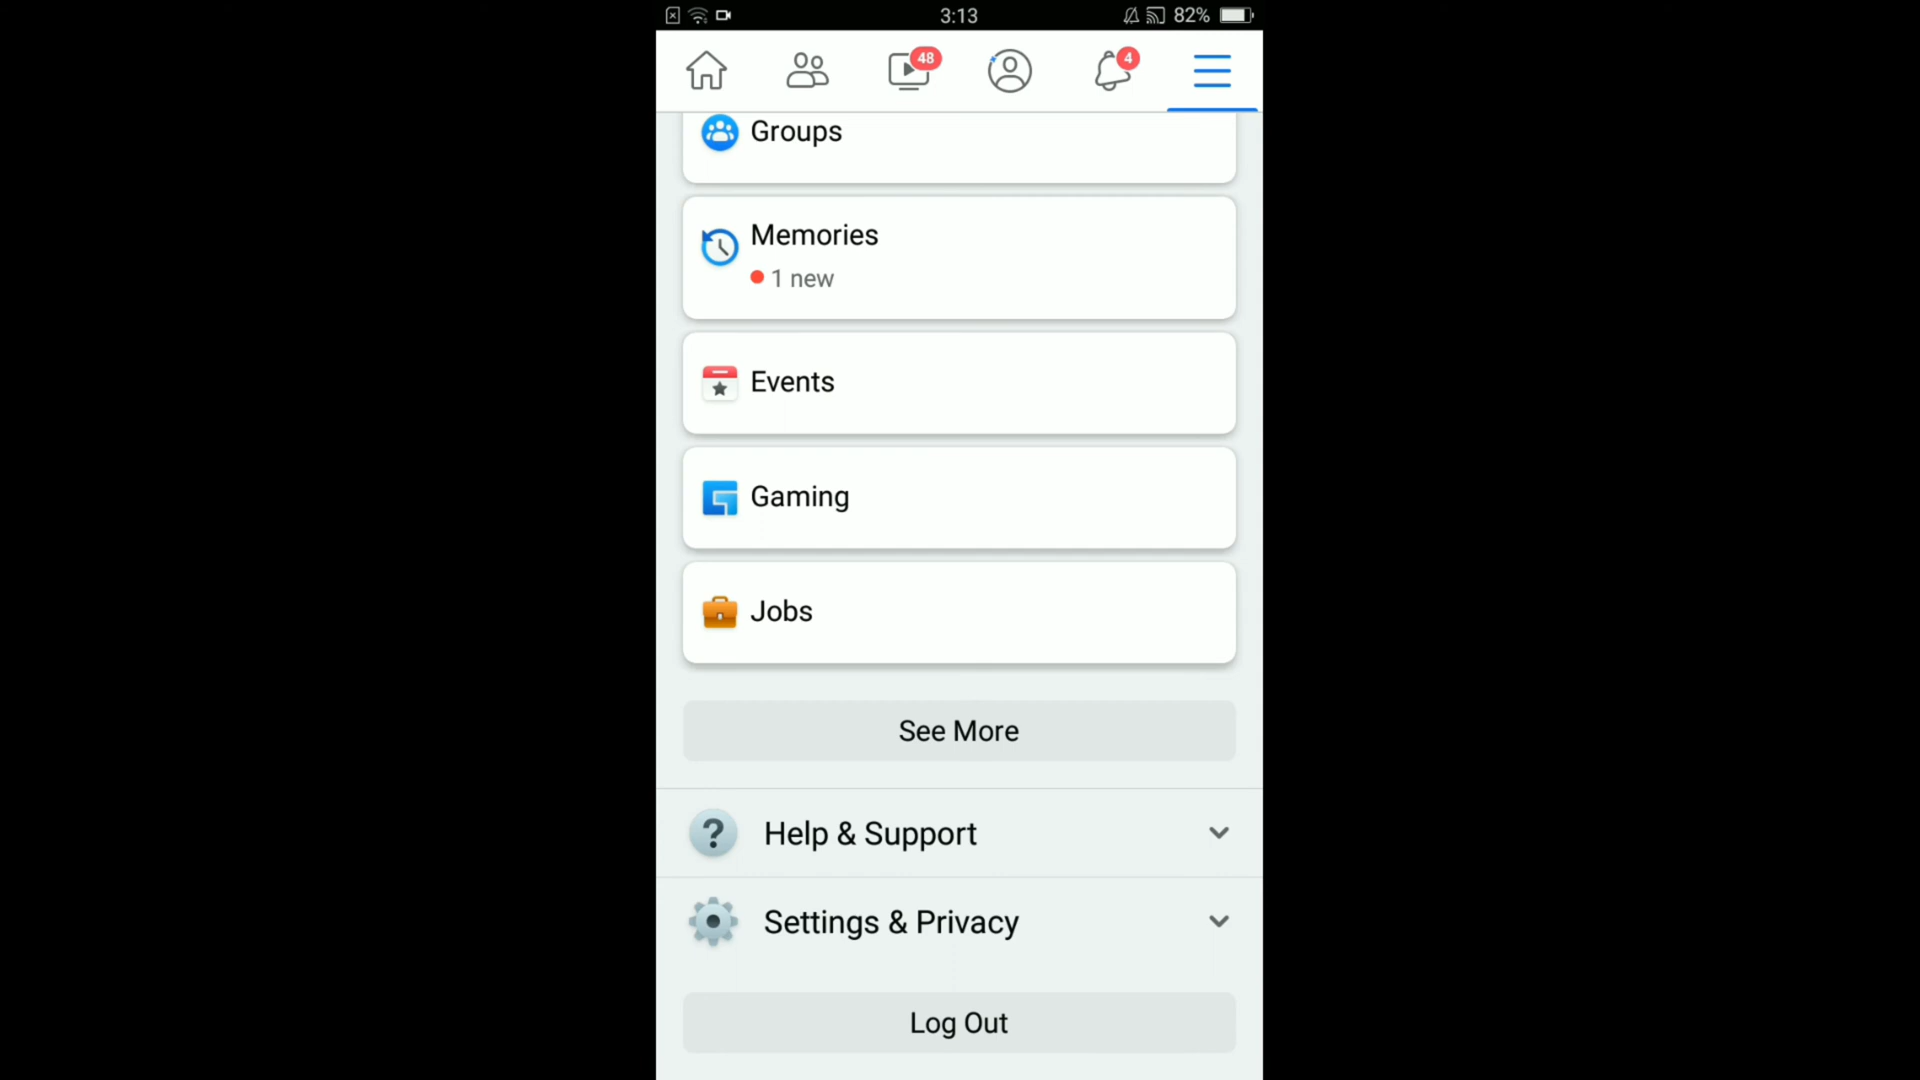 3:13
82%
48
4
Groups
Memories
1 new
Events
Gaming
Jobs
See More
? Help & Support
Settings & Privacy
Log Out